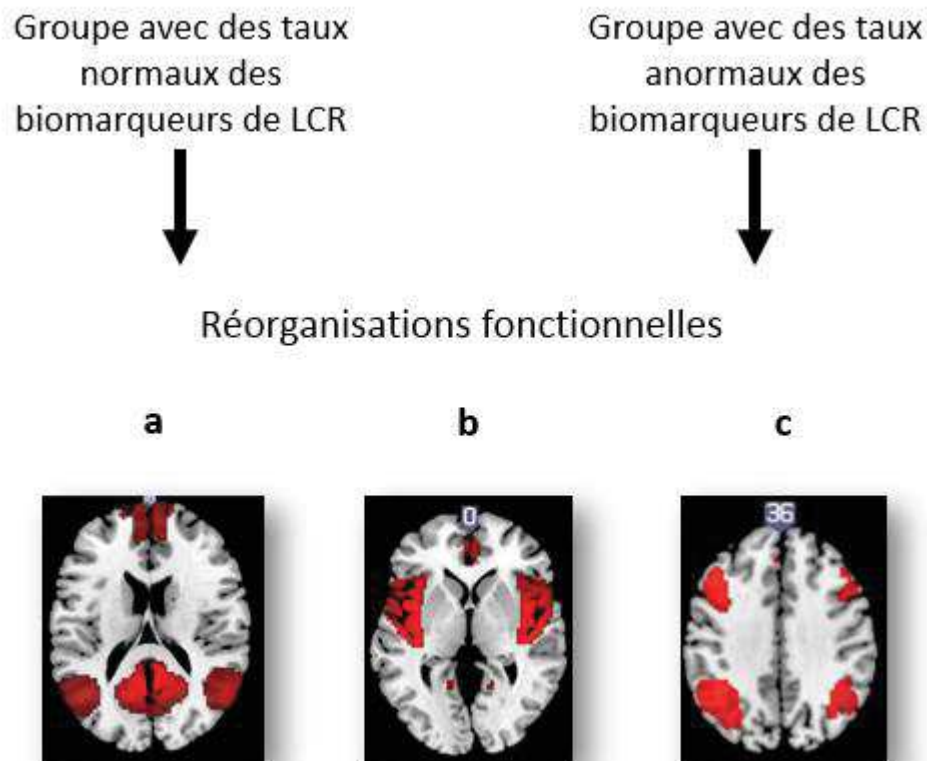 Groupe avec des taux
normaux des
biomarqueurs de LCR
Groupe avec des taux
anormaux des
biomarqueurs de LCR
Réorganisations fonctionnelles
a
b
c
0
36